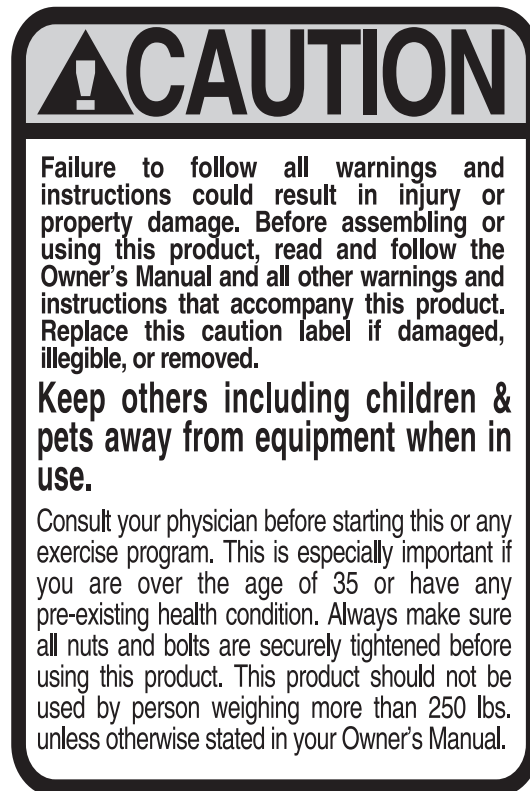 CAUTION
Failure to follow all warnings and
instructions could result in injury or
property damage. Before assembling or
using this product, read and follow the
Owner's Manual and all other warnings and
instructions that accompany this product.
Replace this caution label if damaged,
illegible, or removed.
Keep others including children &
pets away from equipment when in
use.
Consult your physician before starting this or any
exercise program. This is especially important if
you are over the age of 35 or have any
pre-existing health condition. Always make sure
all nuts and bolts are securely tightened before
using this product. This product should not be
used by person weighing more than 250 lbs.
unless otherwise stated in your Owner's Manual.